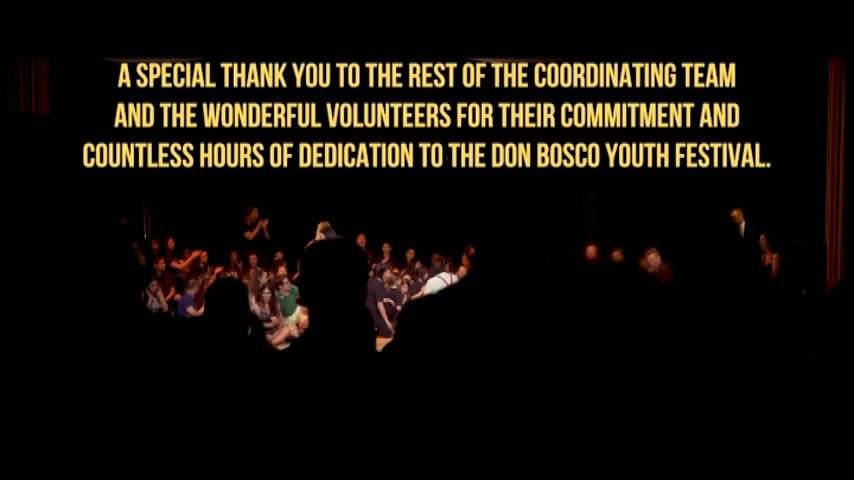 A SPECIAL THANK YOU TO THE REST OF THE COORDINATING TEAM
AND THE WONDERFUL VOLUNTEERS FOR THEIR COMMITMENT AND
COUNTLESS HOURS OF DEDICATION TO THE DON BOSCO YOUTH FESTIVAL.